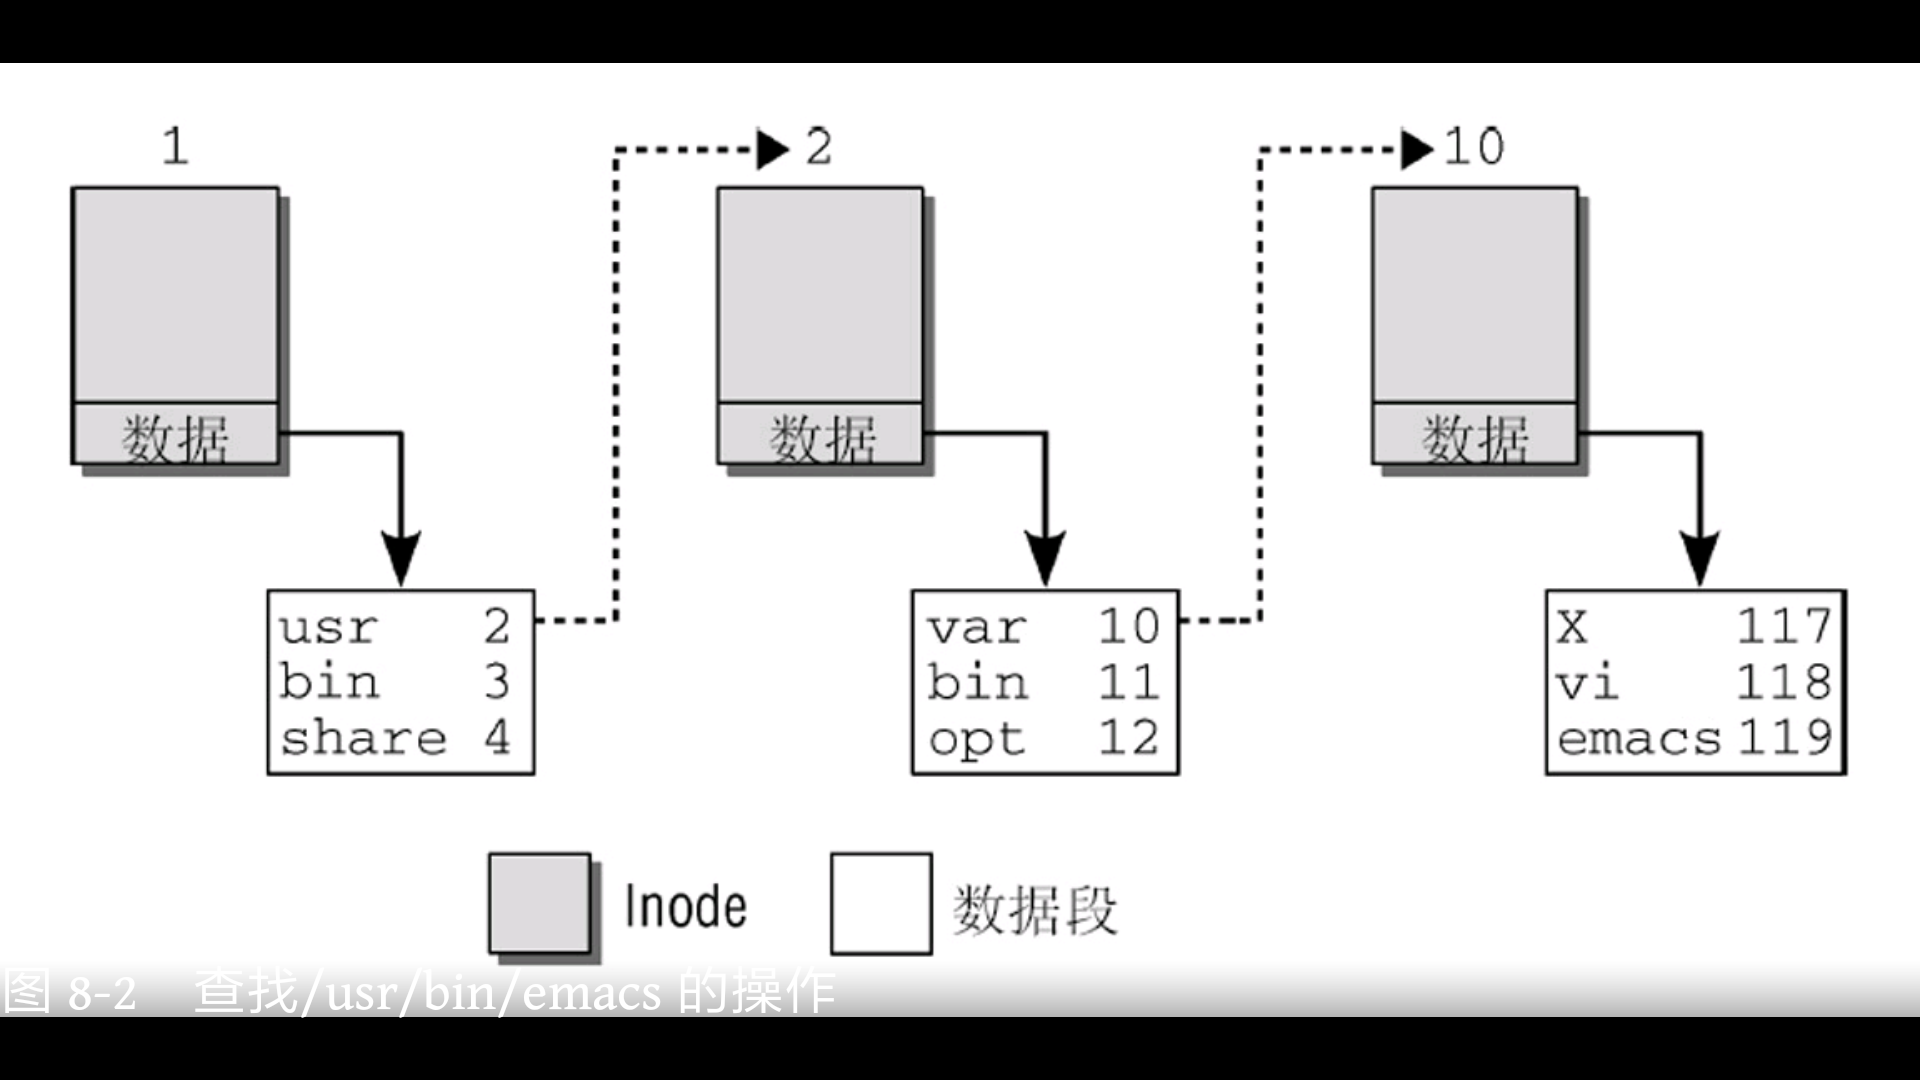 1
2
10
数据
数据
数据
usr 2
bin 3
share 4
var 10
bin 11
opt 12
X 117
vi 118
emacs 119
Inode
数据段
图 8-2 查找/usr/bin/emacs 的操作